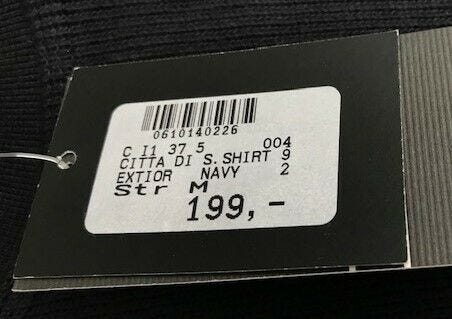 0610140226
C I1 37 5 004
CITTA DI S.SHIRT 9
EXTIOR NAVY 2
Str M
199,-